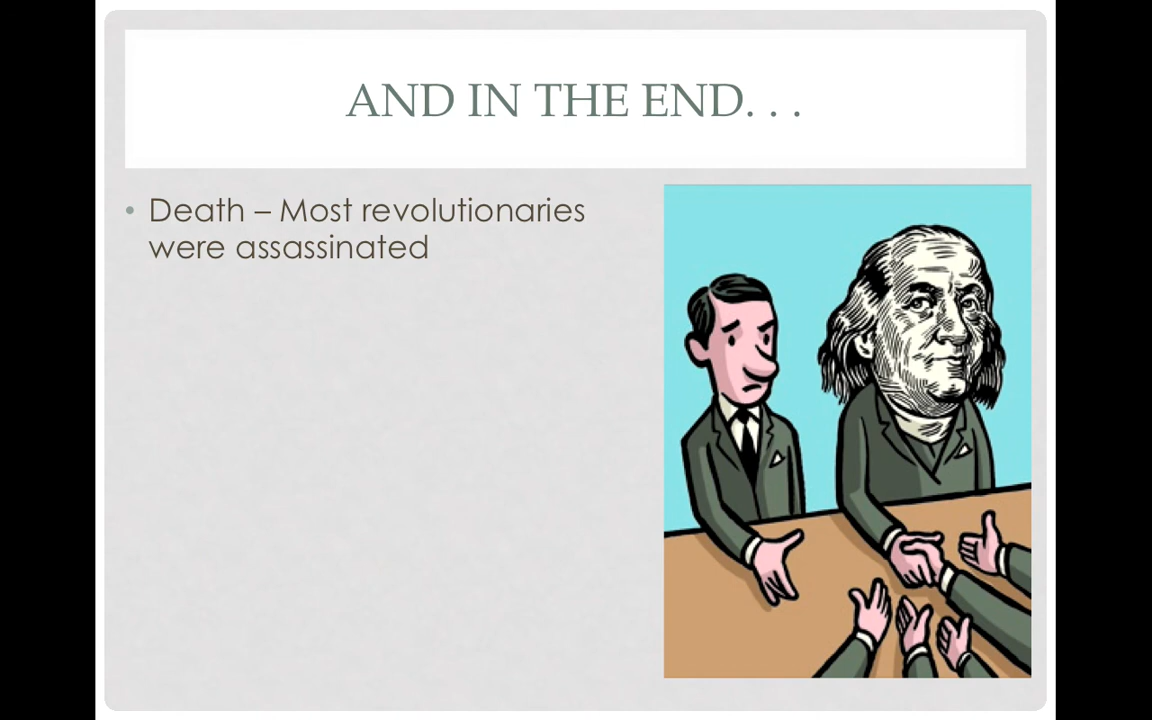 AND IN THE END. . .
• Death – Most revolutionaries
were assassinated